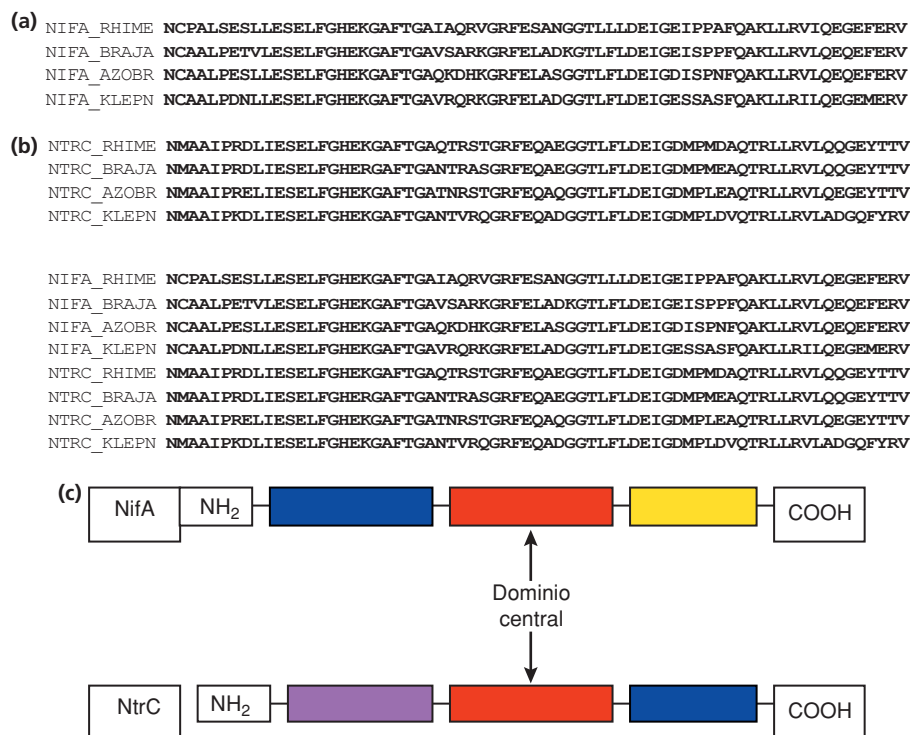 (a)
NIFA_RHIME NCPALSESLLESELFGHEKGAFTGAIAQRVGRFESANGGTLLLDEIGEIPPAFQAKLLRVIQEGEFERV
NIFA_BRAJA NCAALPETVLESELFGHEKGAFTGAVSARKGRFELADKGTLFLDEIGEISPPFQAKLLRVLQEQEFERV
NIFA_AZOBR NCAALPESLLESELFGHEKGAFTGAQKDHKGRFELASGGTLFLDEIGDISPNFQAKLLRVLQEQEFERV
NIFA_KLEPN NCAALPDNLLESELFGHEKGAFTGAVRQRKGRFELADGGTLFLDEIGESSASFQAKLLRILQEGEMERV
(b)
NTRC_RHIME NMAAIPRDLIESELFGHEKGAFTGAQTRSTGRFEQAEGGTLFLDEIGDMPMDAQTRLLRVLQQGEYTTV
NTRC_BRAJA NMAAIPRDLIESELFGHERGAFTGANTRASGRFEQAEGGTLFLDEIGDMPMEAQTRLLRVLQQGEYTTV
NTRC_AZOBR NMAAIPRELIESELFGHEKGAFTGATNRSTGRFEQAQGGTLFLDEIGDMPLEAQTRLLRVLQEGEYTTV
NTRC_KLEPN NMAAIPKDLIESELFGHEKGAFTGANTVRQGRFEQADGGTLFLDEIGDMPLDVQTRLLRVLADGQFYRV
NIFA_RHIME NCPALSESLLESELFGHEKGAFTGAIAQRVGRFESANGGTLLLDEIGEIPPAFQAKLLRVLQEGEFERV
NIFA_BRAJA NCAALPETVLESELFGHEKGAFTGAVSARKGRFELADKGTLFLDEIGEISPPFQAKLLRVLQEQEFERV
NIFA_AZOBR NCAALPESLLESELFGHEKGAFTGAQKDHKGRFELASGGTLFLDEIGDISPNFQAKLLRVLQEQEFERV
NIFA_KLEPN NCAALPDNLLESELFGHEKGAFTGAVRQRKGRFELADGGTLFLDEIGESSASFQAKLLRILQEGEMERV
NTRC_RHIME NMAAIPRDLIESELFGHEKGAFTGAQTRSTGRFEQAEGGTLFLDEIGDMPMDAQTRLLRVLQQGEYTTV
NTRC_BRAJA NMAAIPRDLIESELFGHERGAFTGANTRASGRFEQAEGGTLFLDEIGDMPMEAQTRLLRVLQQGEYTTV
NTRC_AZOBR NMAAIPRELIESELFGHEKGAFTGATNRSTGRFEQAQGGTLFLDEIGDMPLEAQTRLLRVLQEGEYTTV
NTRC_KLEPN NMAAIPKDLIESELFGHEKGAFTGANTVRQGRFEQADGGTLFLDEIGDMPLDVQTRLLRVLADGQFYRV
(c)
NifA NH2 COOH
Dominio
central
NtrC NH2 COOH